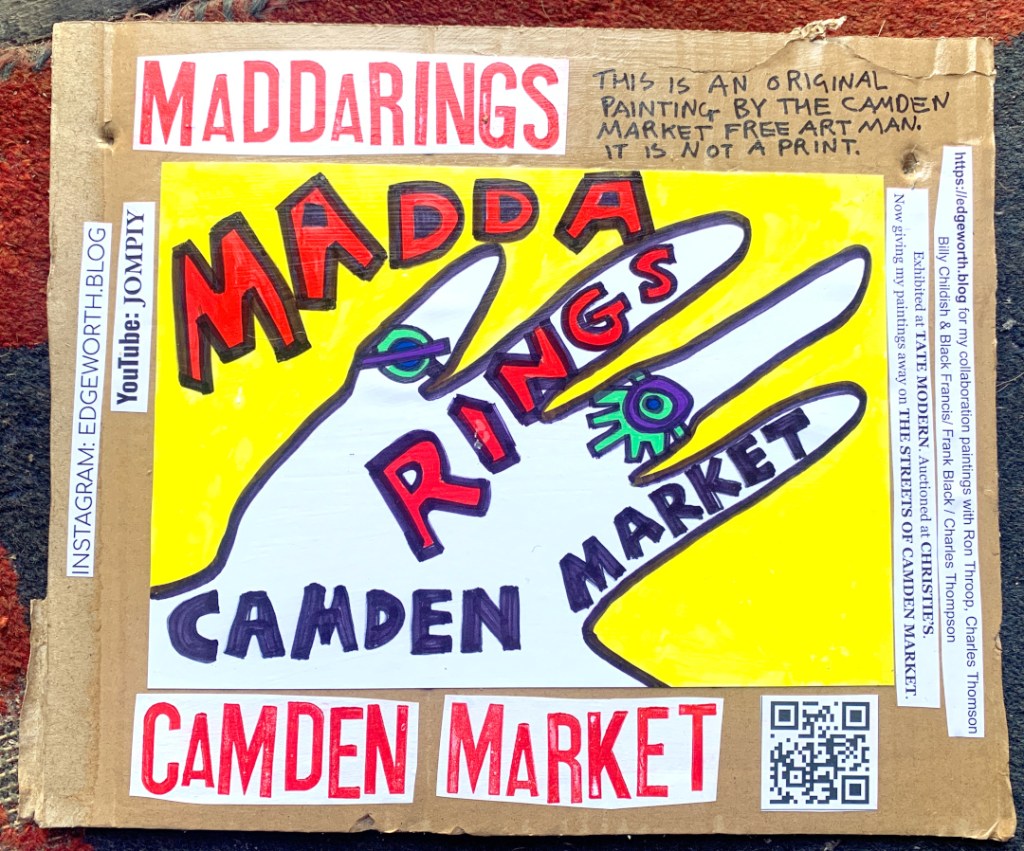 MADDARINGS
THIS IS AN ORIGINAL
PAINTING BY THE CAMDEN
MARKET FREE ART MAN.
IT IS NOT A PRINT.
MADDA
RINGS
CAMDEN
MARKET
INSTAGRAM: EDGEWORTH.BLOG
YouTube: JOMPIY
https://edgeworth.blog for my collaboration paintings with Ron Throop, Charles Thomson
Billy Childish & Black Francis/ Frank Black / Charles Thompson
Exhibited at TATE MODERN. Auctioned at CHRISTIE'S.
Now giving my paintings away on THE STREETS OF CAMDEN MARKET
CAMDEN MARKET